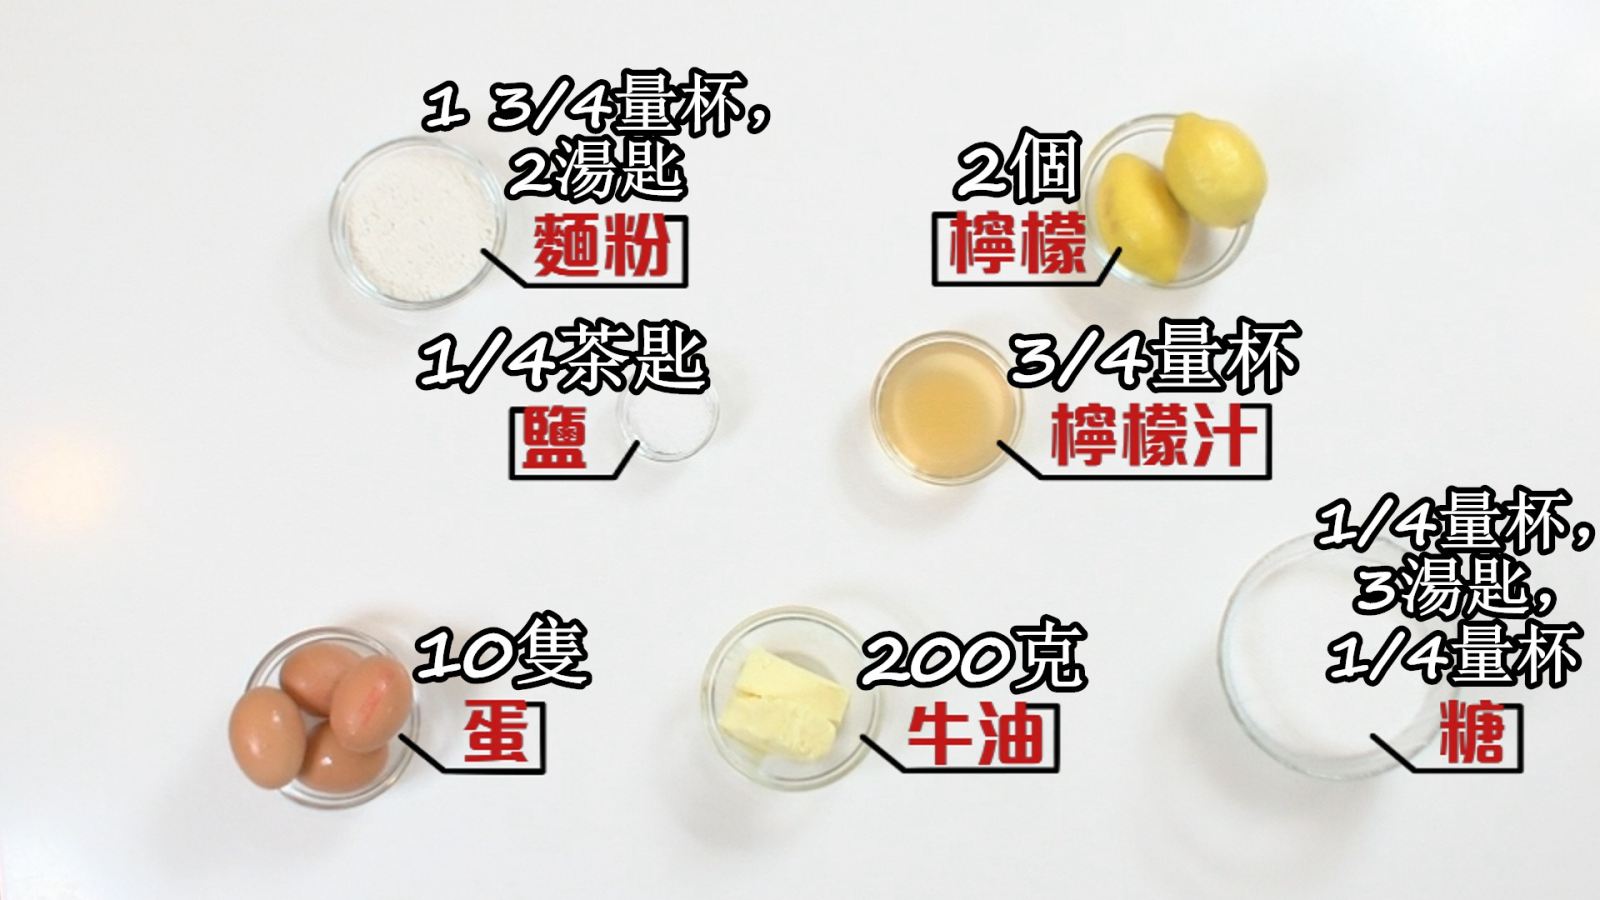 1 3/4量杯，
2湯匙
麵粉
2個
檸檬
1/4茶匙
鹽
3/4量杯
檸檬汁
10隻
蛋
200克
牛油
1/4量杯，
3湯匙，
1/4量杯
糖